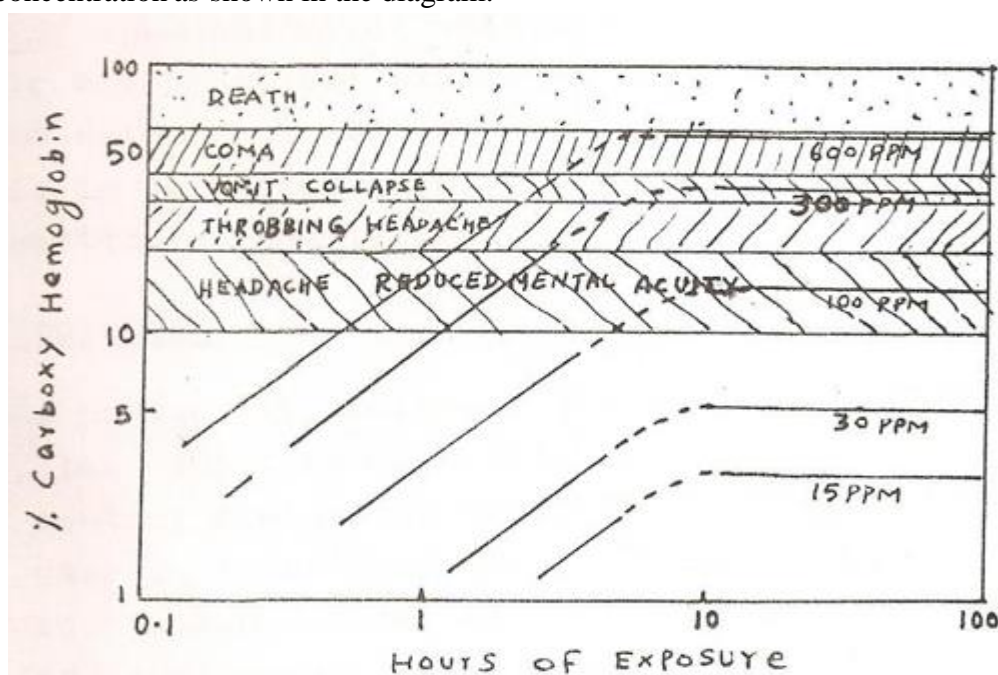 concentration as shown in the diagram.
100
DEATH
50
COMA
600 PPM
VOMIT COLLAPSE
300 PPM
THROBBING HEADACHE
HEADACHE REDUCED MENTAL ACUITY
100 PPM
10
5
30 PPM
15 PPM
1
0.1 1 10 100
% Carboxy Hemoglobin
HOURS OF EXPOSURE